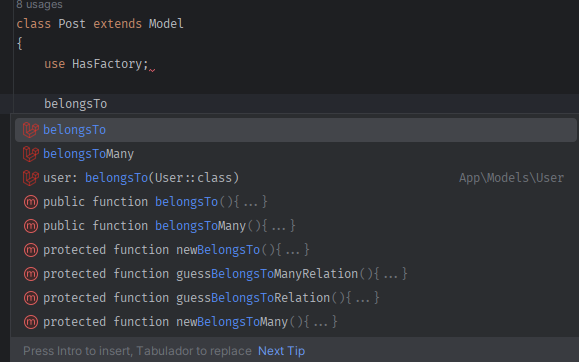 8 usages
class Post extends Model
{
use HasFactory;
belongsTo
belongsTo
belongsToMany
user: belongsTo(User::class) App\Models\User
public function belongsTo(){...}
public function belongsToMany(){...}
protected function newBelongsTo(){...}
protected function guessBelongsToManyRelation(){...}
protected function guessBelongsToRelation(){...}
protected function newBelongsToMany(){...}
Press Intro to insert, Tabulador to replace Next Tip